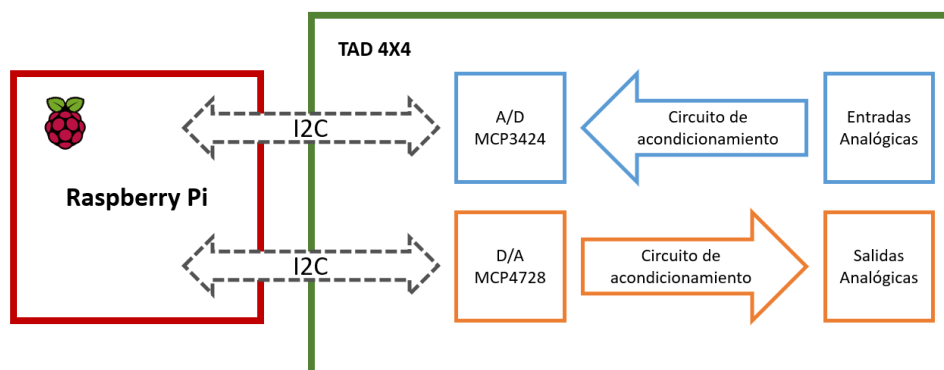 TAD 4X4
Raspberry Pi
I2C
A/D
MCP3424
Circuito de
acondicionamiento
Entradas
Analógicas
I2C
D/A
MCP4728
Circuito de
acondicionamiento
Salidas
Analógicas